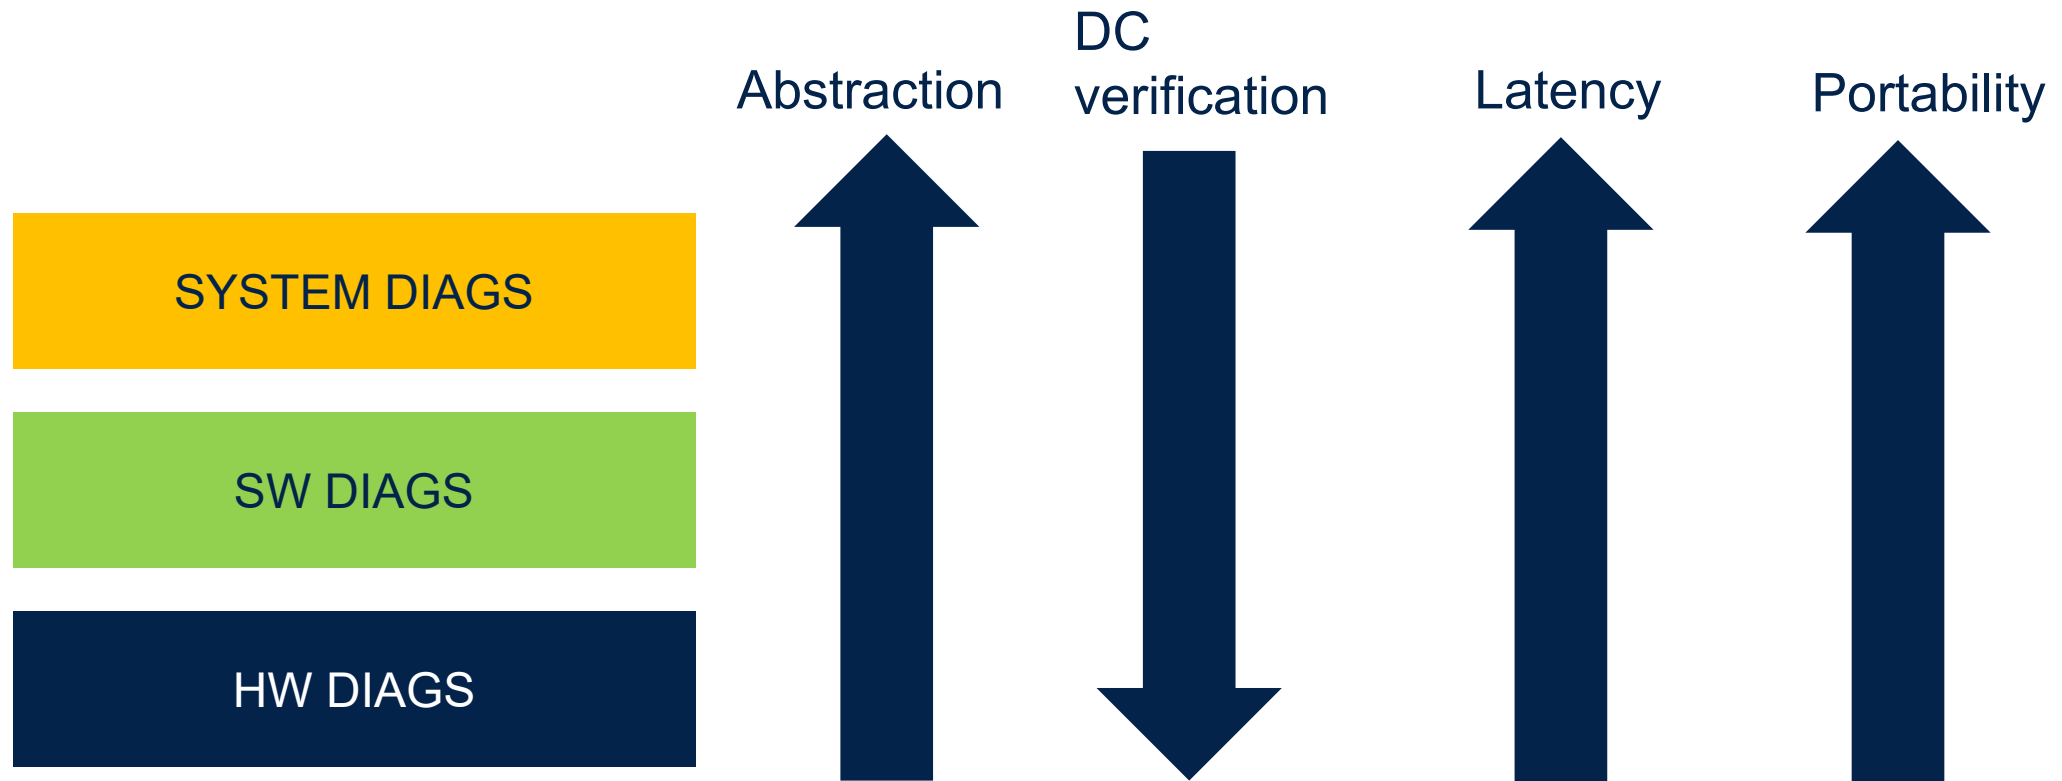 Abstraction
DC
verification
Latency
Portability
SYSTEM DIAGS
SW DIAGS
HW DIAGS